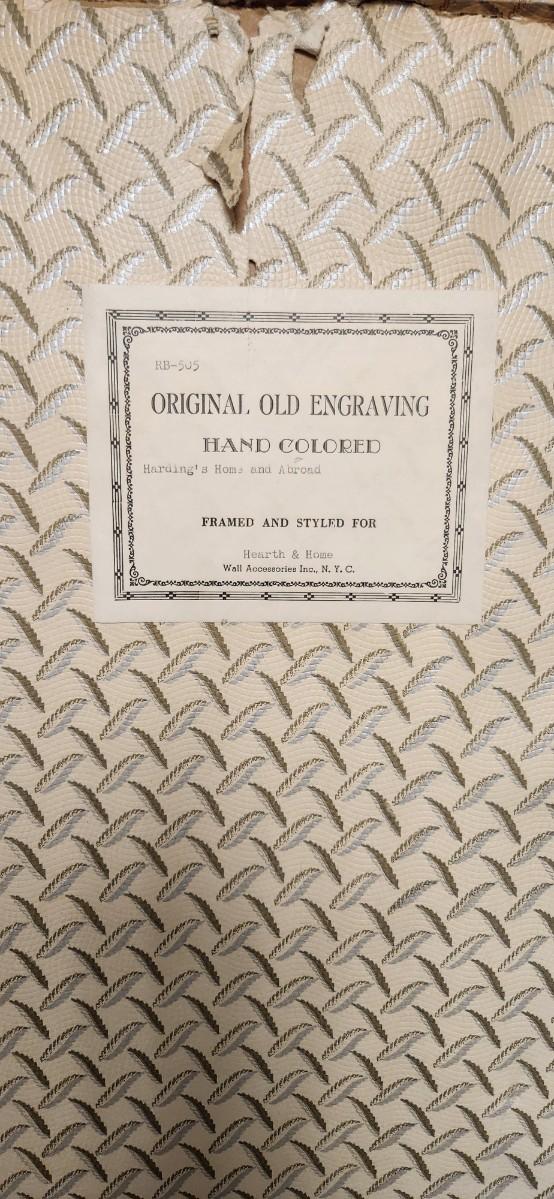 RB-505
ORIGINAL OLD ENGRAVING
HAND COLORED
Harding's Home and Abroad
FRAMED AND STYLED FOR
Hearth & Home
Wall Accessories Inc., N. Y. C.